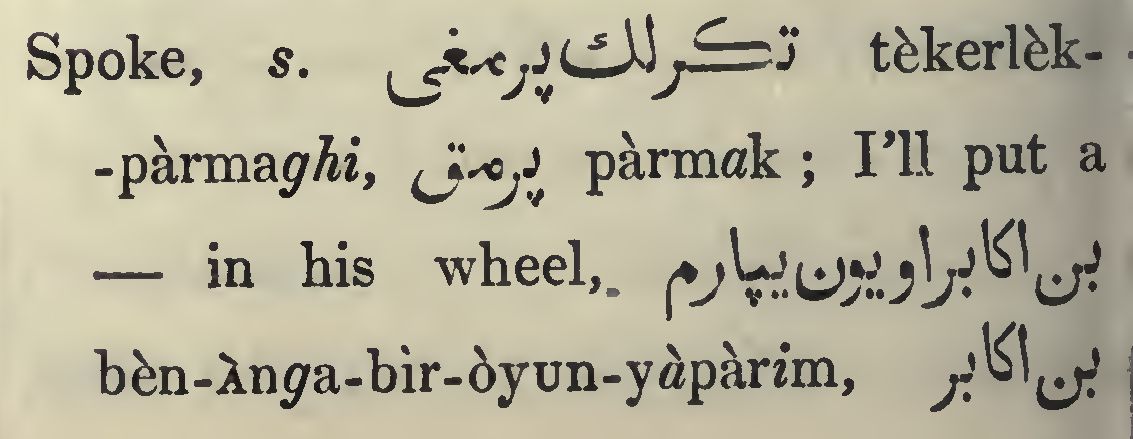 Spoke, s. تكرلك پرمغى tèkerlèk-
-pàrmaghi, پرمق pàrmak ; I’ll put a
— in his wheel, بن اكا بر اويون يپارم
bèn-ànga-bir-òyun-yàpàrim, بن اكا بر